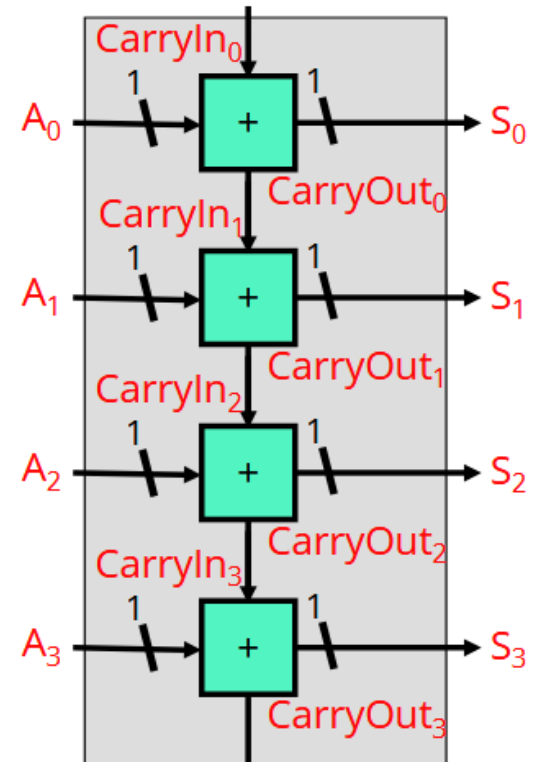 CarryIn₀
1 1
A₀ + S₀
CarryOut₀
CarryIn₁
1 1
A₁ + S₁
CarryOut₁
CarryIn₂
1 1
A₂ + S₂
CarryOut₂
CarryIn₃
1 1
A₃ + S₃
CarryOut₃